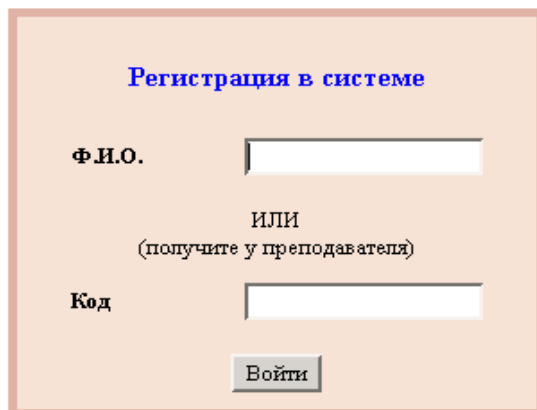 Регистрация в системе
Ф.И.О.
ИЛИ
(получите у преподавателя)
Код
Войти